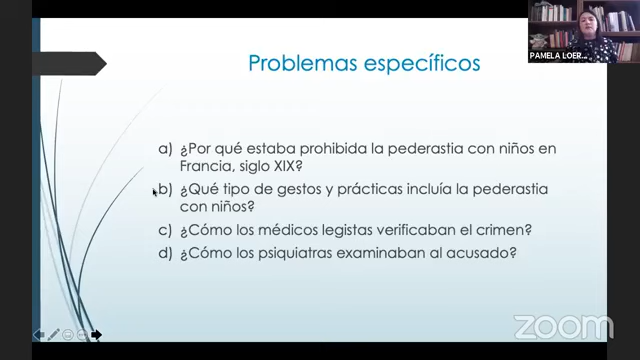 PAMELA LOER...
Problemas específicos
a) ¿Por qué estaba prohibida la pederastia con niños en
Francia, siglo XIX?
b) ¿Qué tipo de gestos y prácticas incluía la pederastia
con niños?
c) ¿Cómo los médicos legistas verificaban el crimen?
d) ¿Cómo los psiquiatras examinaban al acusado?
zoom